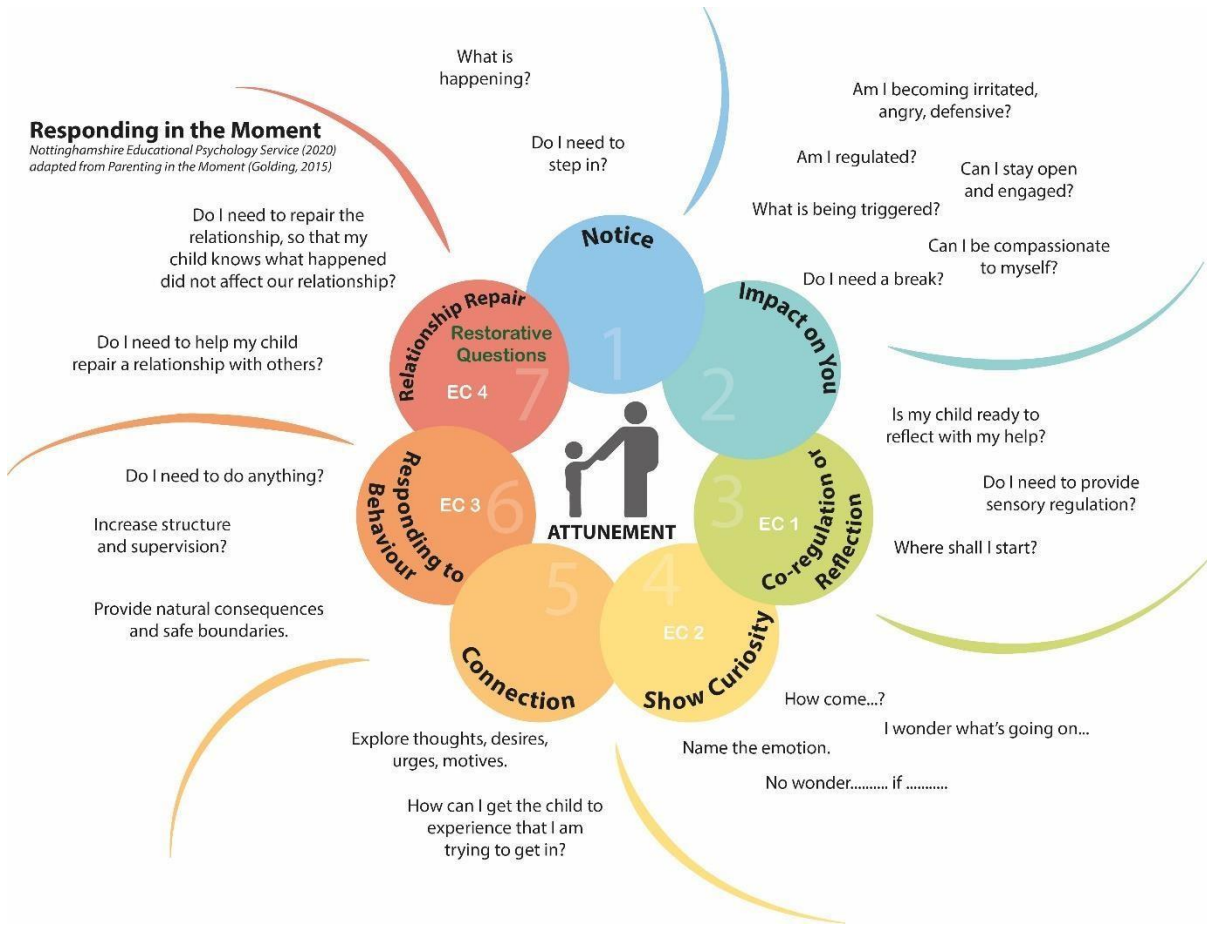 Responding in the Moment
Nottinghamshire Educational Psychology Service (2020)
adapted from Parenting in the Moment (Golding, 2015)
What is
happening?
Do I need to
step in?
Notice
1
Am I becoming irritated,
angry, defensive?
Am I regulated?
Can I stay open
and engaged?
What is being triggered?
Can I be compassionate
to myself?
Do I need a break?
Impact on You
2
Is my child ready to
reflect with my help?
Do I need to provide
sensory regulation?
Where shall I start?
Co-regulation or
Reflection
EC 1
3
How come...?
I wonder what's going on...
Name the emotion.
No wonder.......... if ...........
Show Curiosity
EC 2
4
Explore thoughts, desires,
urges, motives.
How can I get the child to
experience that I am
trying to get in?
Connection
5
Do I need to do anything?
Increase structure
and supervision?
Provide natural consequences
and safe boundaries.
Responding to
Behaviour
EC 3
6
Do I need to repair the
relationship, so that my
child knows what happened
did not affect our relationship?
Do I need to help my child
repair a relationship with others?
Relationship Repair
Restorative
Questions
EC 4
7
ATTUNEMENT